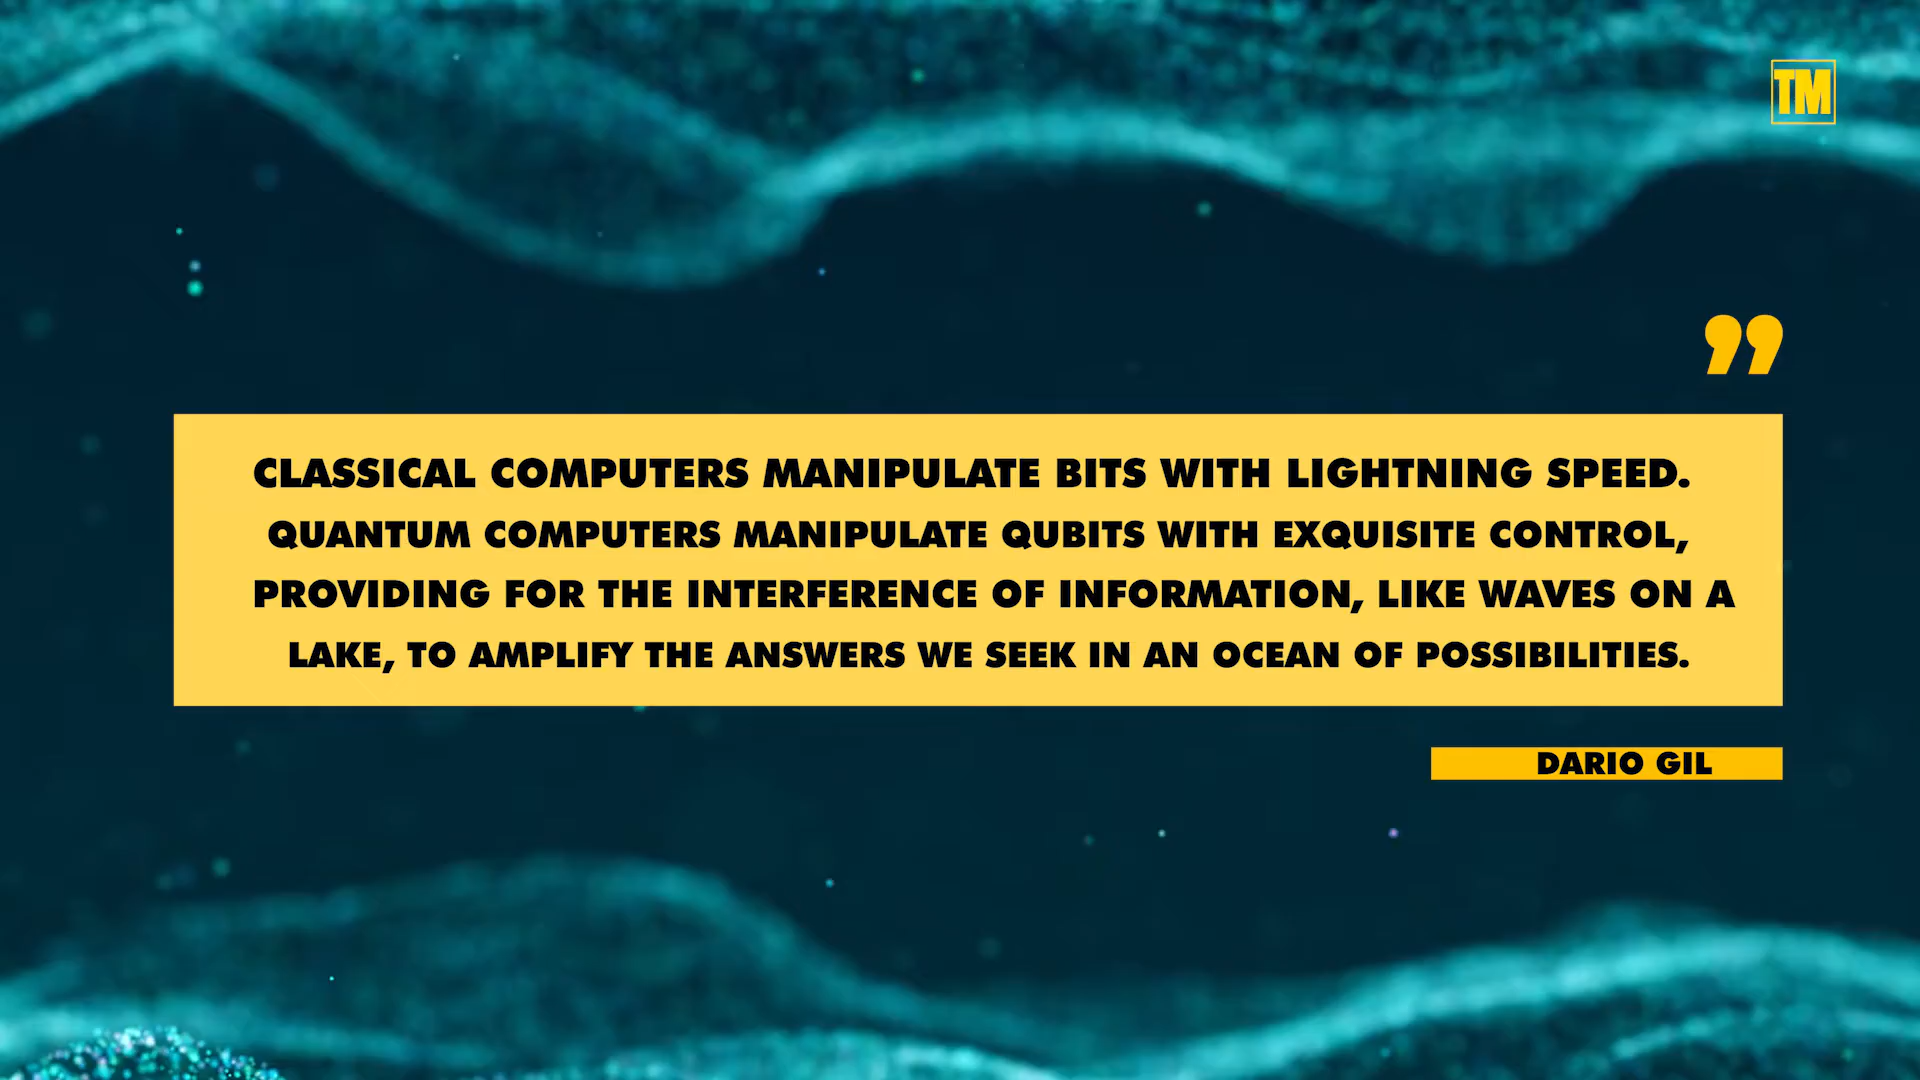 TM
”
CLASSICAL COMPUTERS MANIPULATE BITS WITH LIGHTNING SPEED.
QUANTUM COMPUTERS MANIPULATE QUBITS WITH EXQUISITE CONTROL,
PROVIDING FOR THE INTERFERENCE OF INFORMATION, LIKE WAVES ON A
LAKE, TO AMPLIFY THE ANSWERS WE SEEK IN AN OCEAN OF POSSIBILITIES.
DARIO GIL